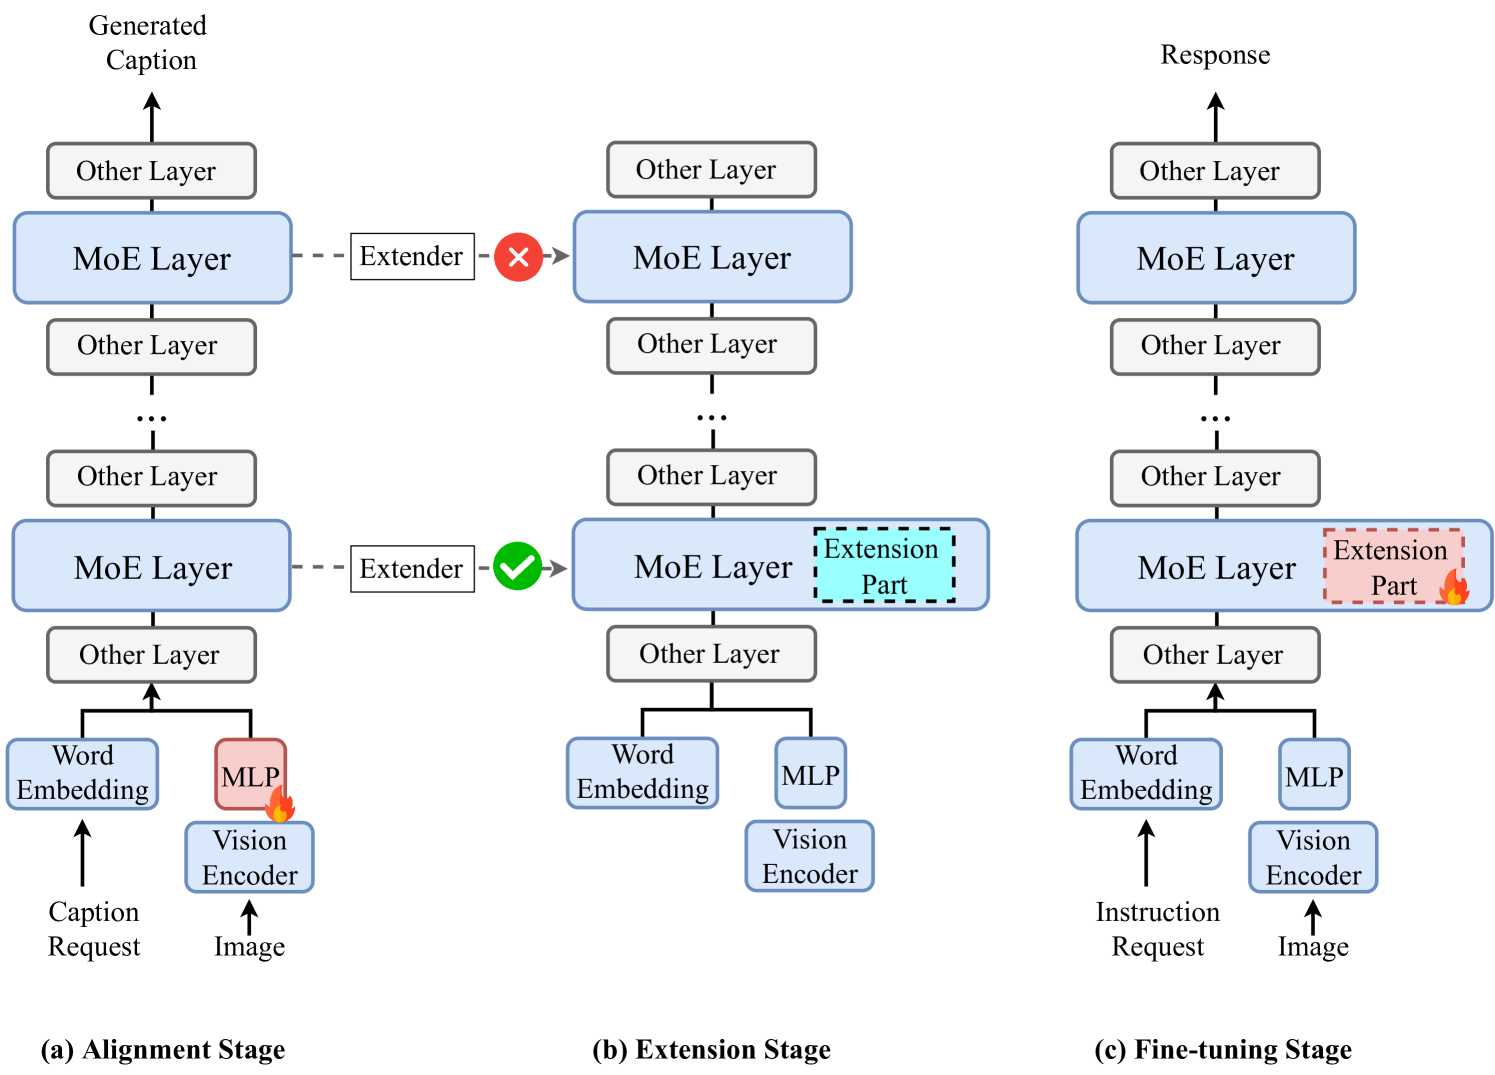 Generated
Caption
Other Layer
MoE Layer
Other Layer
...
Other Layer
MoE Layer
Other Layer
Word
Embedding
MLP
Vision
Encoder
Caption
Request
Image
(a) Alignment Stage
Extender
Extender
Other Layer
MoE Layer
Other Layer
...
Other Layer
MoE Layer
Extension
Part
Other Layer
Word
Embedding
MLP
Vision
Encoder
(b) Extension Stage
Response
Other Layer
MoE Layer
Other Layer
...
Other Layer
MoE Layer
Extension
Part
Other Layer
Word
Embedding
MLP
Vision
Encoder
Instruction
Request
Image
(c) Fine-tuning Stage